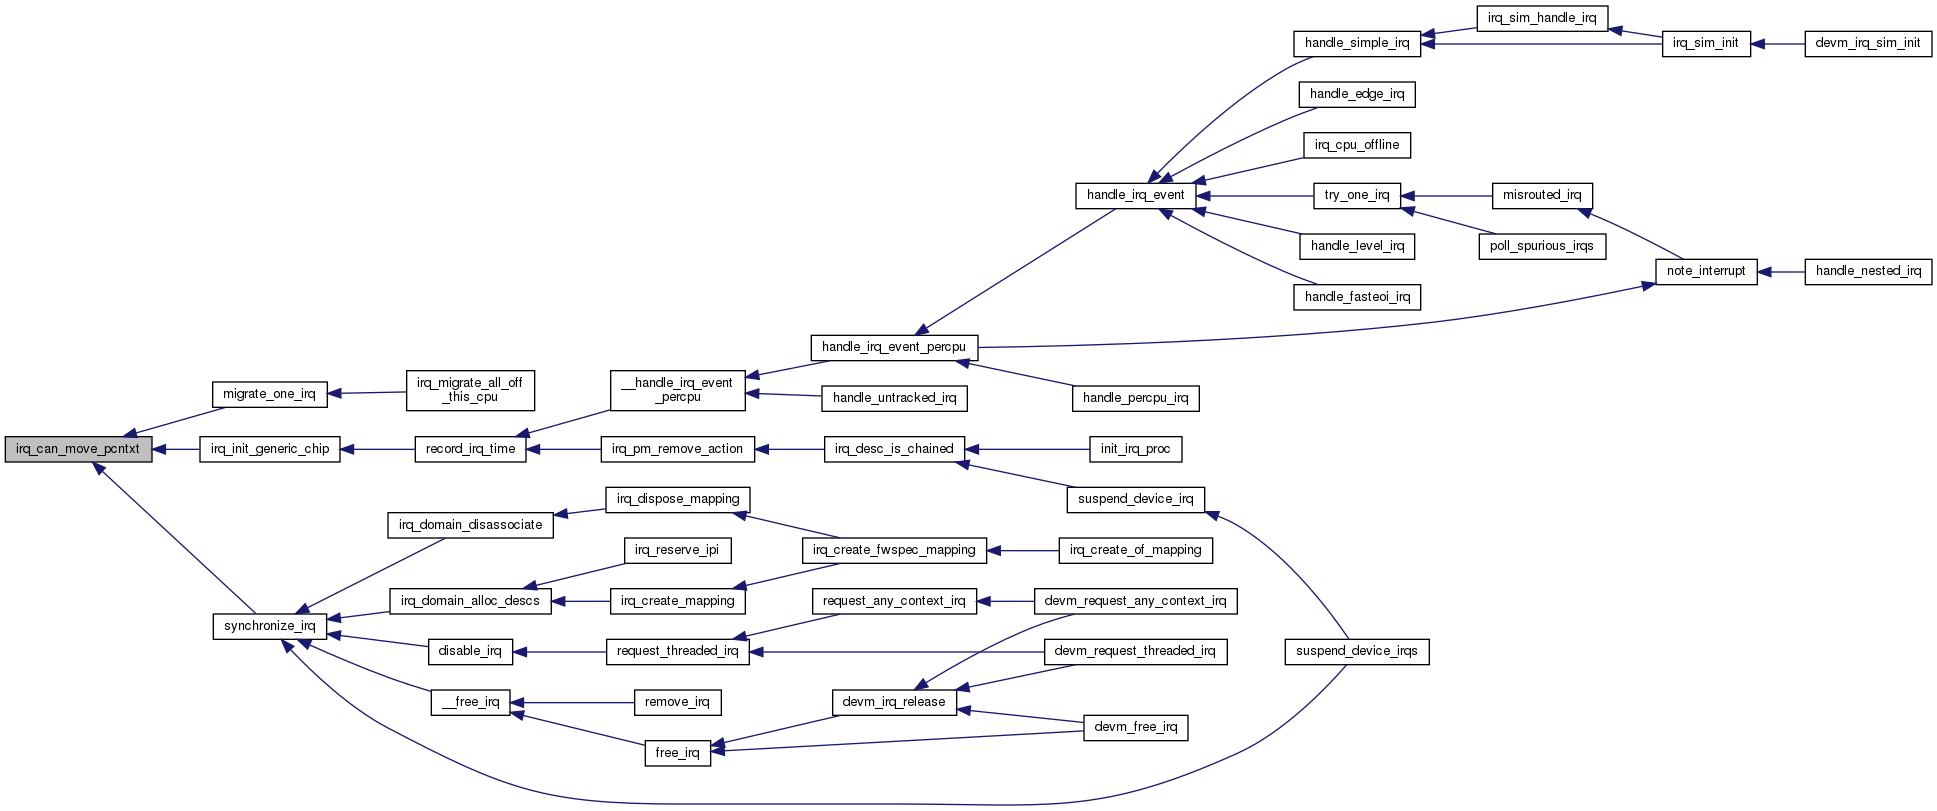 irq_sim_handle_irq
handle_simple_irq
irq_sim_init
devm_irq_sim_init
handle_edge_irq
irq_cpu_offline
handle_irq_event
try_one_irq
misrouted_irq
handle_level_irq
poll_spurious_irqs
note_interrupt
handle_nested_irq
handle_fasteoi_irq
handle_irq_event_percpu
migrate_one_irq
irq_migrate_all_off
_this_cpu
__handle_irq_event
_percpu
handle_untracked_irq
handle_percpu_irq
irq_can_move_pcntxt
irq_init_generic_chip
record_irq_time
irq_pm_remove_action
irq_desc_is_chained
init_irq_proc
suspend_device_irq
irq_dispose_mapping
irq_domain_disassociate
irq_reserve_ipi
irq_create_fwspec_mapping
irq_create_of_mapping
irq_domain_alloc_descs
irq_create_mapping
request_any_context_irq
devm_request_any_context_irq
synchronize_irq
disable_irq
request_threaded_irq
devm_request_threaded_irq
suspend_device_irqs
__free_irq
remove_irq
devm_irq_release
devm_free_irq
free_irq